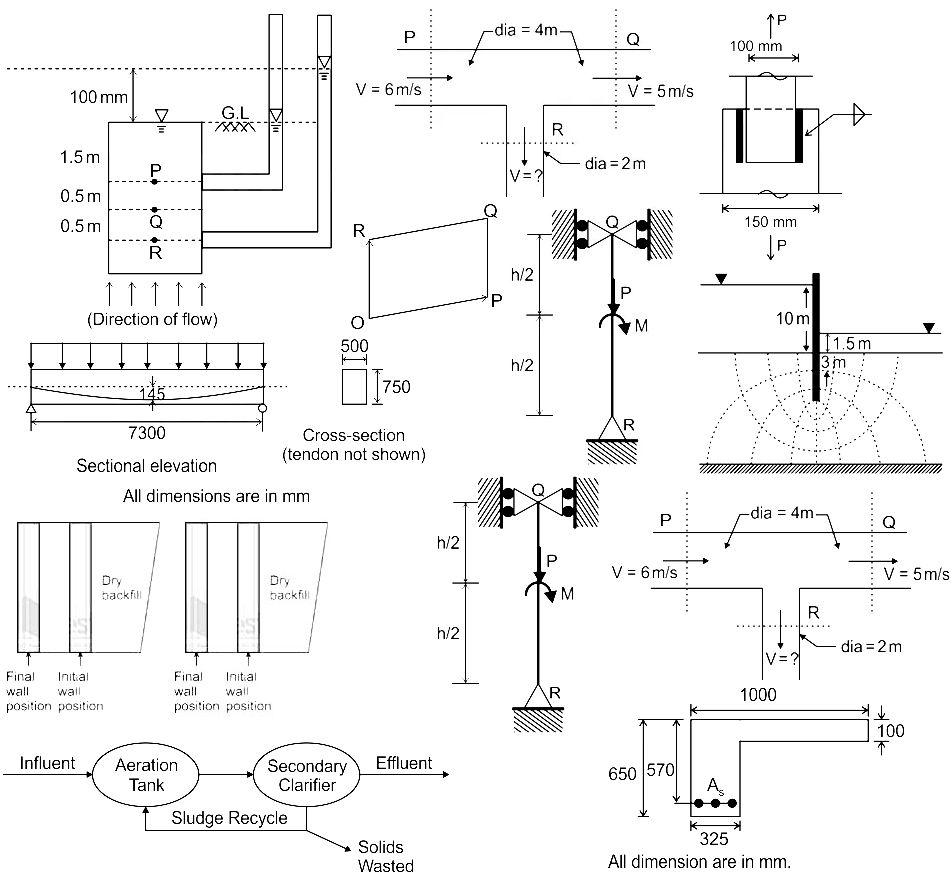 100 mm
G.L
1.5 m
P
0.5 m
Q
0.5 m
R
(Direction of flow)
P
dia = 4m
Q
V = 6 m/s
V = 5 m/s
R
dia = 2 m
V = ?
P
100 mm
150 mm
P
R
Q
O
P
h/2
h/2
Q
P
M
R
10 m
1.5 m
3 m
145
7300
Sectional elevation
500
750
Cross-section
(tendon not shown)
All dimensions are in mm
Dry
backfill
Final
wall
position
Initial
wall
position
Dry
backfill
Final
wall
position
Initial
wall
position
h/2
h/2
Q
P
M
R
P
dia = 4m
Q
V = 6 m/s
V = 5 m/s
R
dia = 2 m
V = ?
Influent
Aeration
Tank
Secondary
Clarifier
Effluent
Sludge Recycle
Solids
Wasted
1000
100
650
570
As
325
All dimension are in mm.